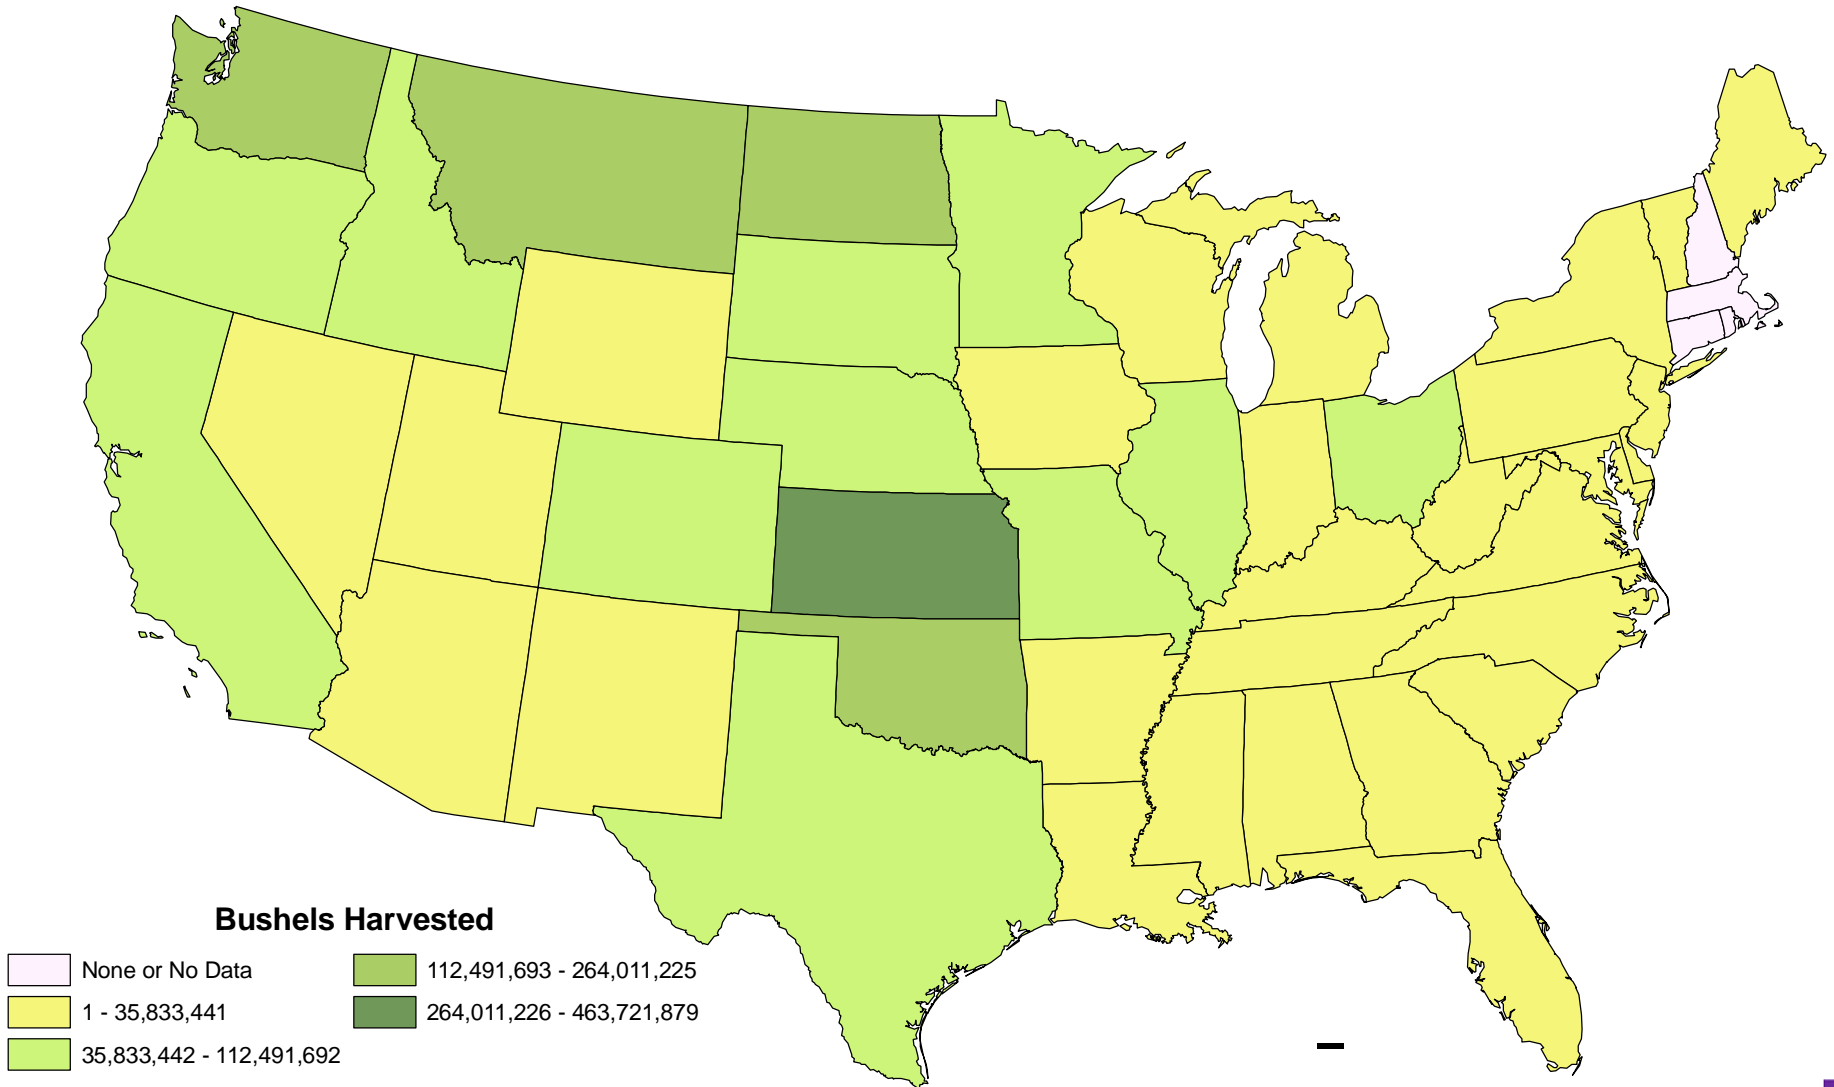 Bushels Harvested
None or No Data
1 - 35,833,441
35,833,442 - 112,491,692
112,491,693 - 264,011,225
264,011,226 - 463,721,879